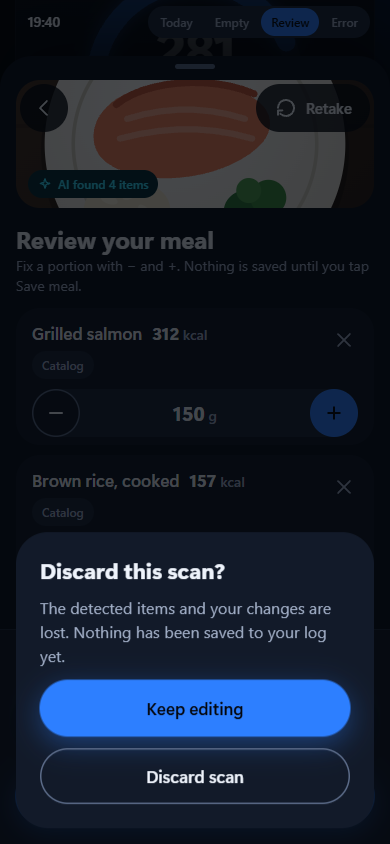 19:40
Today Empty Review Error
281
Retake
AI found 4 items
Review your meal
Fix a portion with − and +. Nothing is saved until you tap
Save meal.
Grilled salmon 312 kcal
Catalog
150 g
Brown rice, cooked 157 kcal
Catalog
Discard this scan?
The detected items and your changes are
lost. Nothing has been saved to your log
yet.
Keep editing
Discard scan